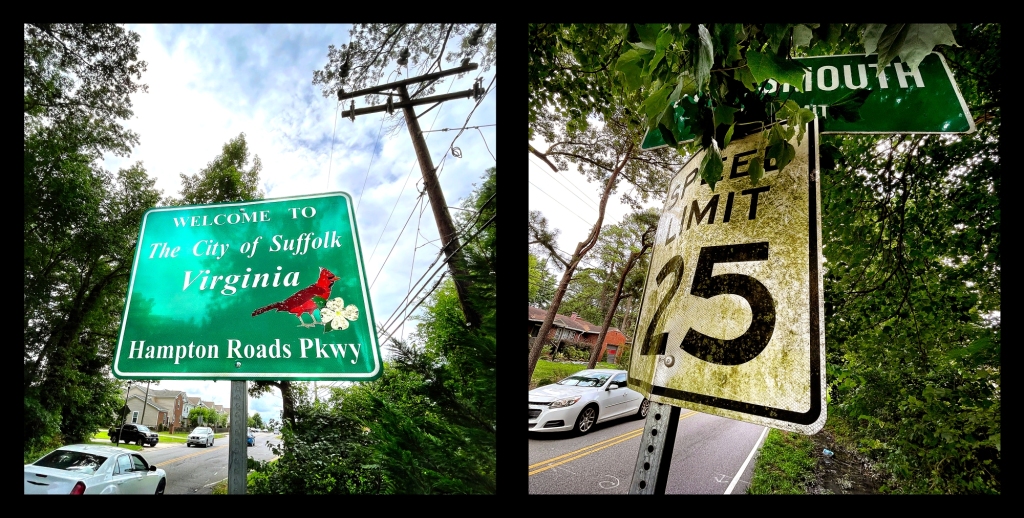 WELCOME TO
The City of Suffolk
Virginia
Hampton Roads Pkwy
SPEED
LIMIT
25